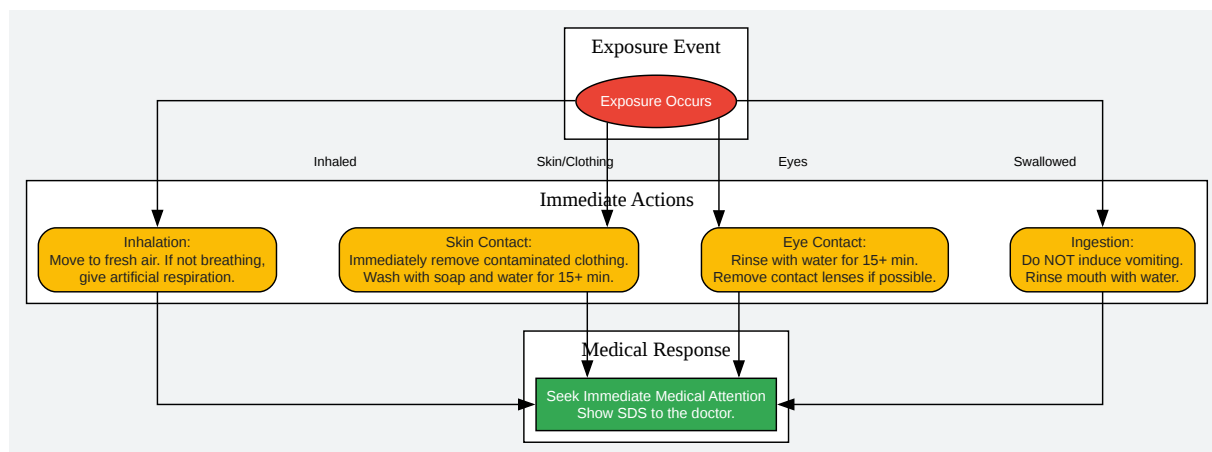 Exposure Event
Exposure Occurs
Inhaled
Skin/Clothing
Eyes
Swallowed
Immediate Actions
Inhalation:
Move to fresh air. If not breathing,
give artificial respiration.
Skin Contact:
Immediately remove contaminated clothing.
Wash with soap and water for 15+ min.
Eye Contact:
Rinse with water for 15+ min.
Remove contact lenses if possible.
Ingestion:
Do NOT induce vomiting.
Rinse mouth with water.
Medical Response
Seek Immediate Medical Attention
Show SDS to the doctor.